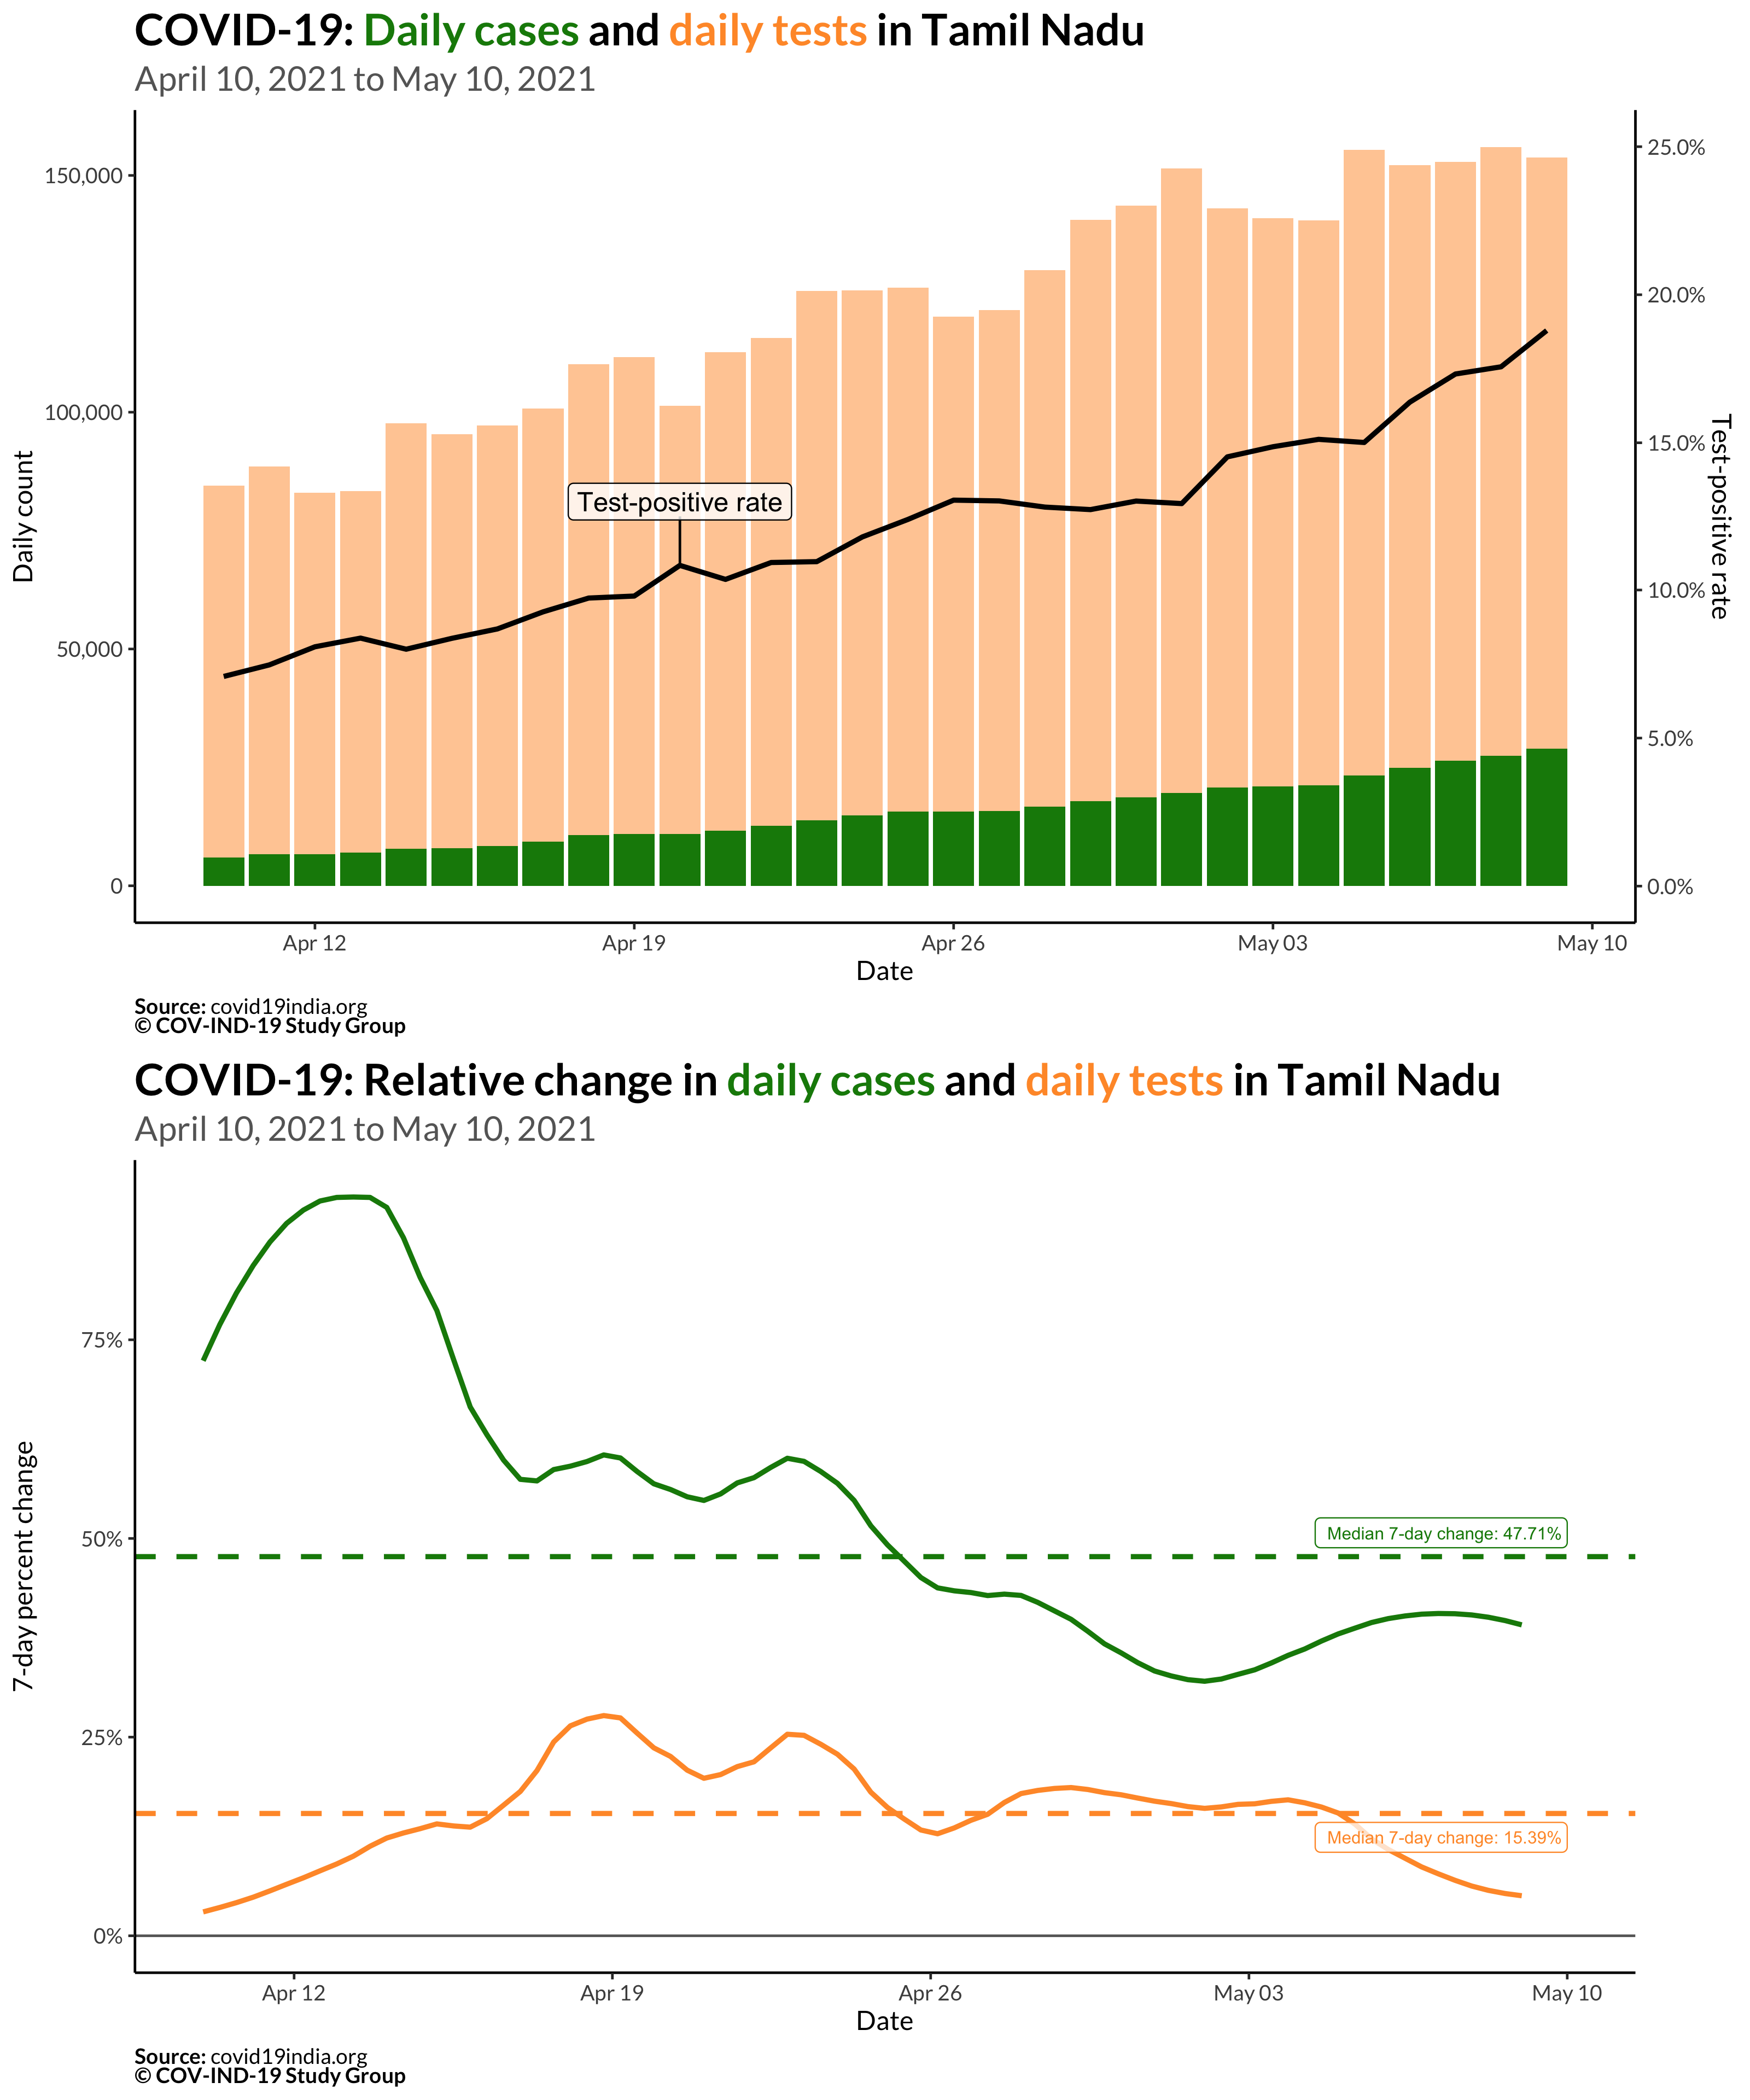 COVID-19: Daily cases and daily tests in Tamil Nadu
April 10, 2021 to May 10, 2021
Daily count
150,000
100,000
50,000
0
Test-positive rate
25.0%
20.0%
15.0%
10.0%
5.0%
0.0%
Test-positive rate
Apr 12
Apr 19
Apr 26
May 03
May 10
Date
Source: covid19india.org
© COV-IND-19 Study Group
COVID-19: Relative change in daily cases and daily tests in Tamil Nadu
April 10, 2021 to May 10, 2021
7-day percent change
75%
50%
25%
0%
Median 7-day change: 47.71%
Median 7-day change: 15.39%
Apr 12
Apr 19
Apr 26
May 03
May 10
Date
Source: covid19india.org
© COV-IND-19 Study Group